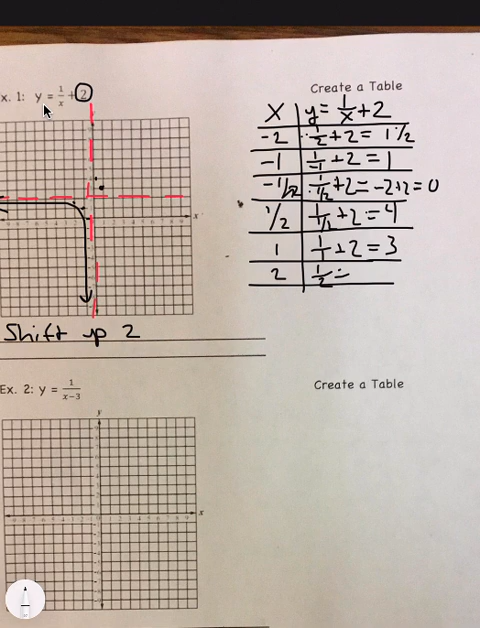 x. 1: y = 1/x + 2
Create a Table
X y = 1/x + 2
-2 -1/2 + 2 = 1 1/2
-1 1/-1 + 2 = 1
-1/2 1/-1/2 + 2 = -2+2 = 0
1/2 1/1/2 + 2 = 4
1 1/1 + 2 = 3
2 1/2 =
x
Shift up 2
Ex. 2: y = 1/x-3
Create a Table
y
x